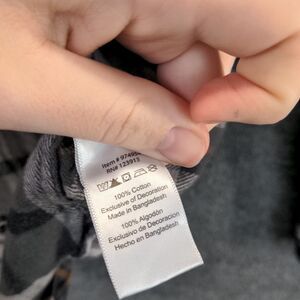 Item #
RN# 123913
100% Cotton
Exclusive of Decoration
Made in Bangladesh
100% Algodón
Exclusivo de Decoración
Hecho en Bangladesh